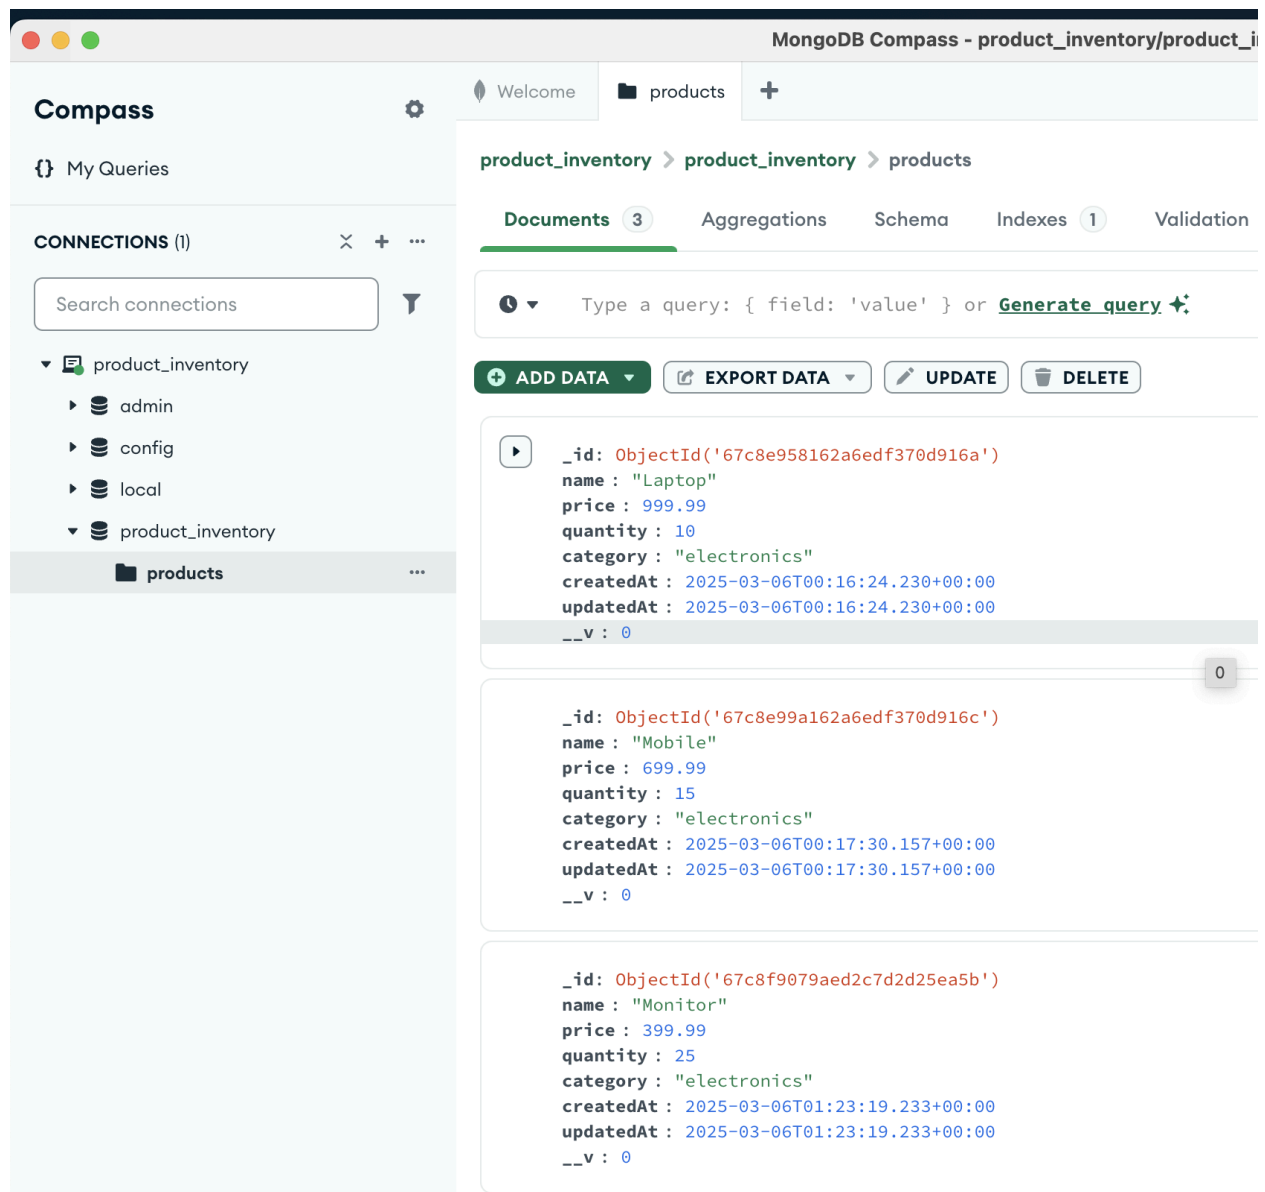 MongoDB Compass - product_inventory/product_i
Compass
My Queries
CONNECTIONS (1)
Search connections
product_inventory
admin
config
local
product_inventory
products
Welcome
products
product_inventory > product_inventory > products
Documents 3 Aggregations Schema Indexes 1 Validation
Type a query: { field: 'value' } or Generate query
ADD DATA EXPORT DATA UPDATE DELETE
_id: ObjectId('67c8e958162a6edf370d916a')
name : "Laptop"
price : 999.99
quantity : 10
category : "electronics"
createdAt : 2025-03-06T00:16:24.230+00:00
updatedAt : 2025-03-06T00:16:24.230+00:00
__v : 0
0
_id: ObjectId('67c8e99a162a6edf370d916c')
name : "Mobile"
price : 699.99
quantity : 15
category : "electronics"
createdAt : 2025-03-06T00:17:30.157+00:00
updatedAt : 2025-03-06T00:17:30.157+00:00
__v : 0
_id: ObjectId('67c8f9079aed2c7d2d25ea5b')
name : "Monitor"
price : 399.99
quantity : 25
category : "electronics"
createdAt : 2025-03-06T01:23:19.233+00:00
updatedAt : 2025-03-06T01:23:19.233+00:00
__v : 0